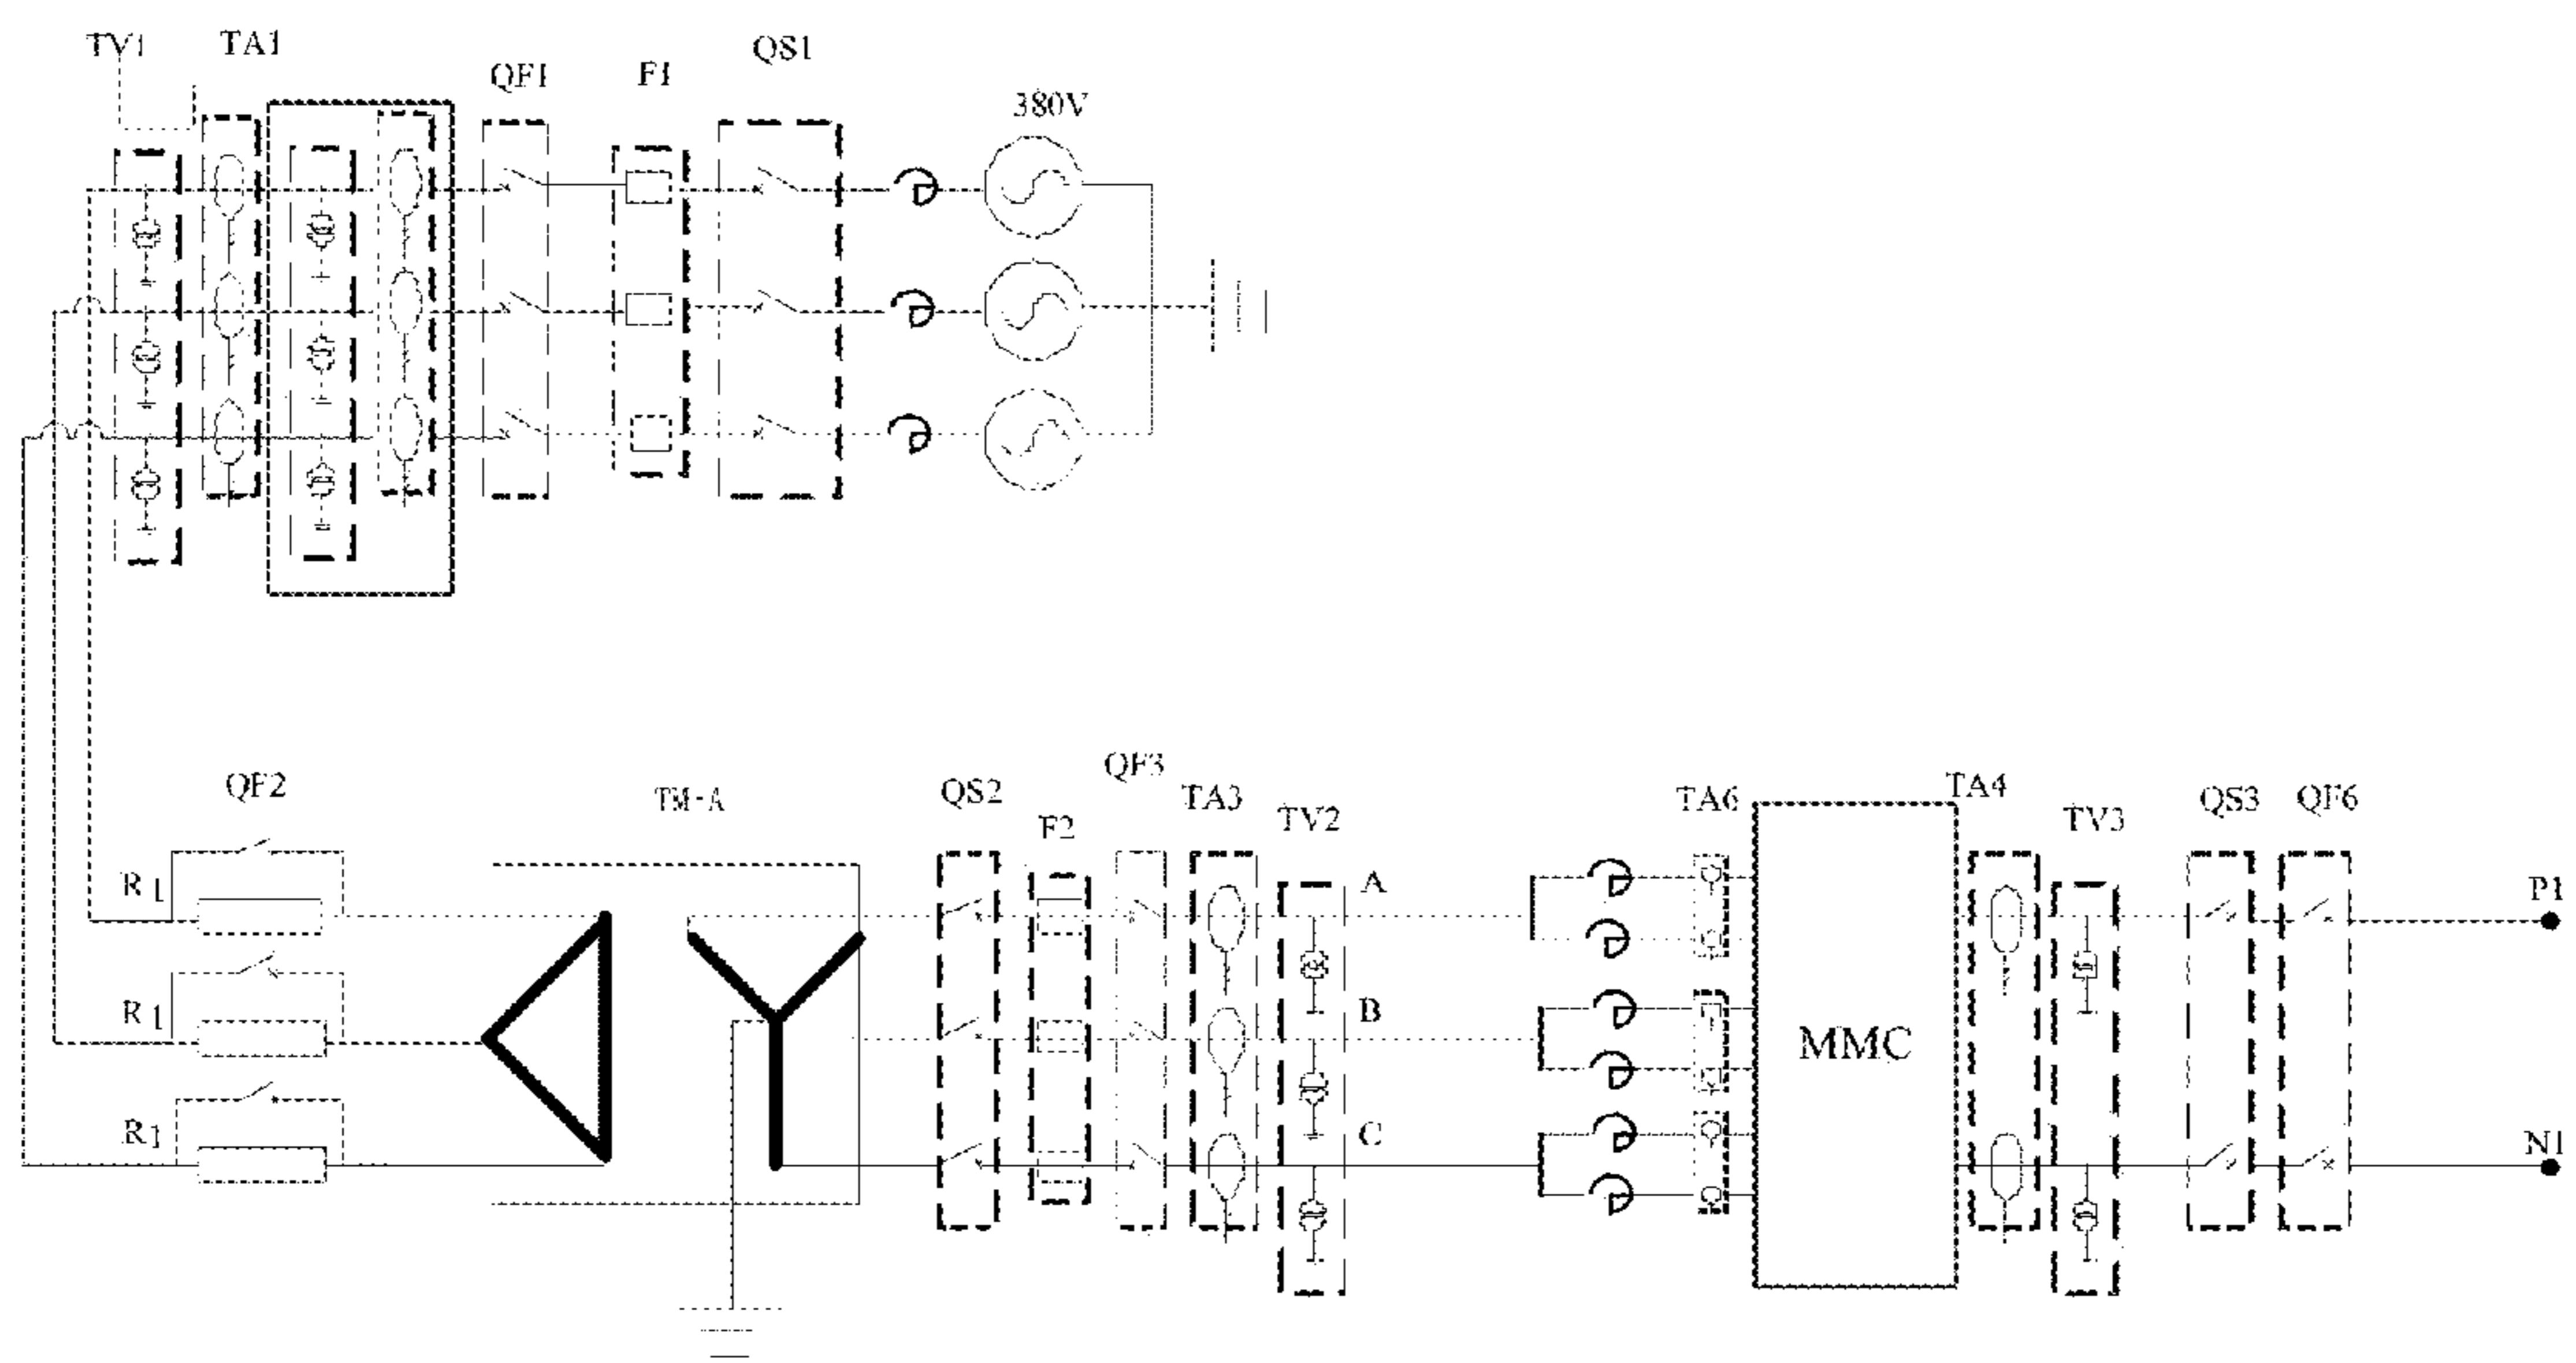 TV1
TA1
QF1
F1
QS1
380V
QF2
TM-A
QS2
F2
QF3
TA3
TV2
TA6
TA4
TV3
QS3
QF6
R1
A
P1
R1
B
MMC
R1
C
N1